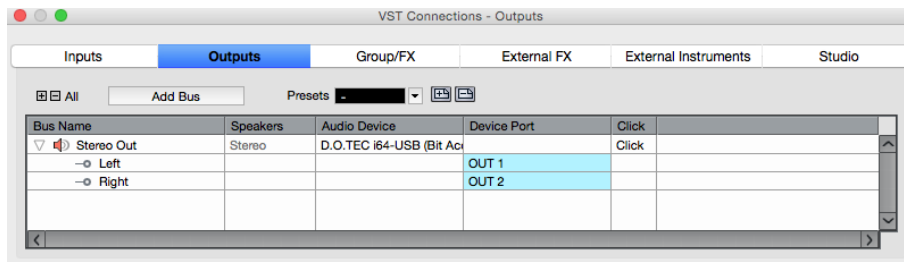 VST Connections - Outputs
Inputs Outputs Group/FX External FX External Instruments Studio
All Add Bus Presets -
Bus Name Speakers Audio Device Device Port Click
Stereo Out Stereo D.O.TEC i64-USB (Bit Acc Click
Left OUT 1
Right OUT 2